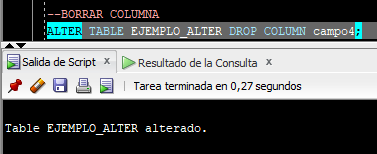 --BORRAR COLUMNA
ALTER TABLE EJEMPLO_ALTER DROP COLUMN campo4;
Salida de Script x Resultado de la Consulta x
Tarea terminada en 0,27 segundos
Table EJEMPLO_ALTER alterado.